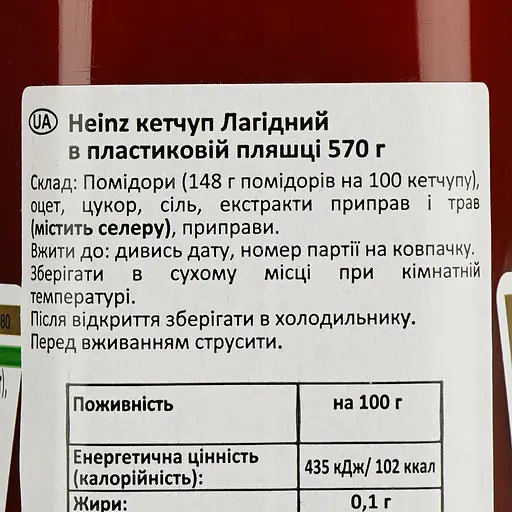 UA Heinz кетчуп Лагідний
в пластиковій пляшці 570 г
Склад: Помідори (148 г помідорів на 100 кетчупу),
оцет, цукор, сіль, екстракти приправ і трав
(містить селеру), приправи.
Вжити до: дивись дату, номер партії на ковпачку.
Зберігати в сухому місці при кімнатній
температурі.
Після відкриття зберігати в холодильнику.
Перед вживанням струсити.
Поживність на 100 г
Енергетична цінність
(калорійність): 435 кДж/ 102 ккал
Жири: 0,1 г
80